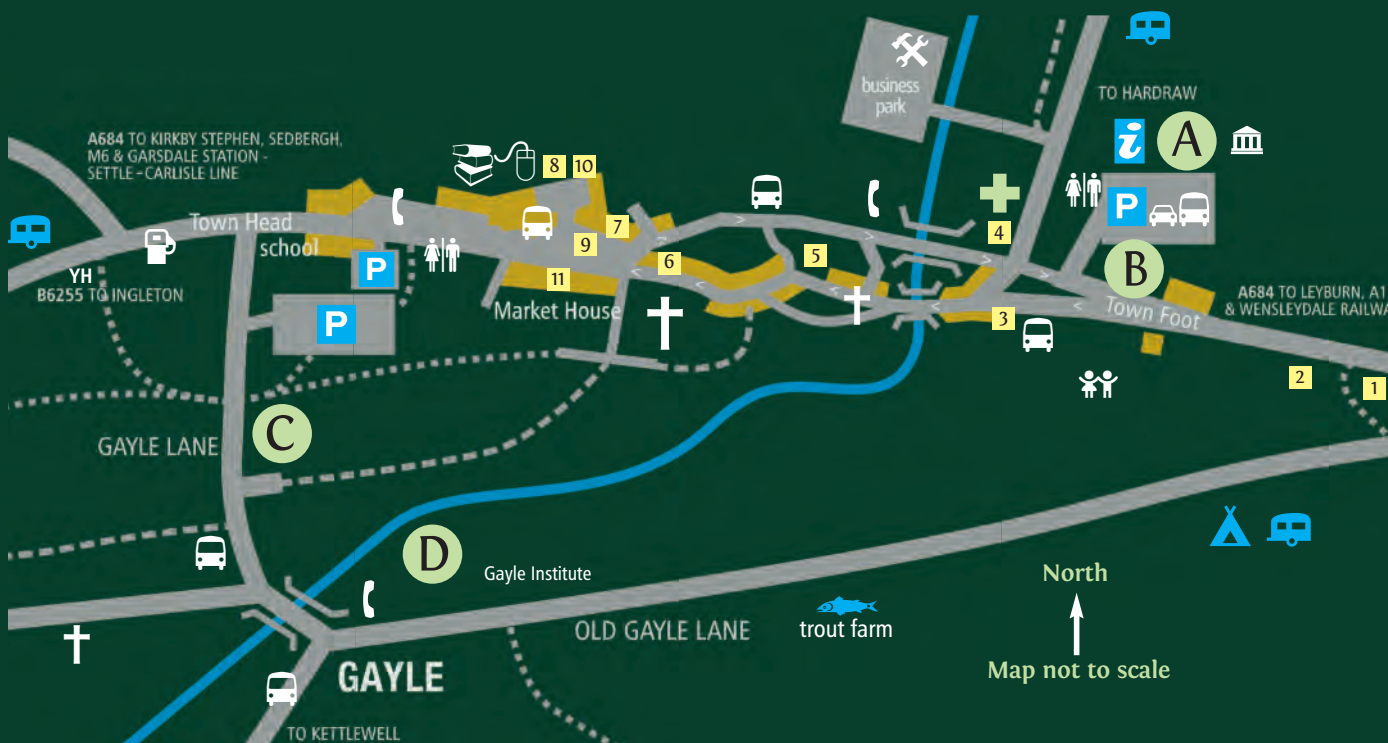 business
park
TO HARDRAW
A
A684 TO KIRKBY STEPHEN, SEDBERGH,
M6 & GARSDALE STATION -
SETTLE - CARLISLE LINE
8
10
P
Town Head
school
7
9
6
5
4
B
YH
B6255 TO INGLETON
P
11
Market House
3
Town Foot
A684 TO LEYBURN, A1
& WENSLEYDALE RAILWA
P
2
1
C
GAYLE LANE
D
Gayle Institute
North
OLD GAYLE LANE
trout farm
Map not to scale
GAYLE
TO KETTLEWELL
i